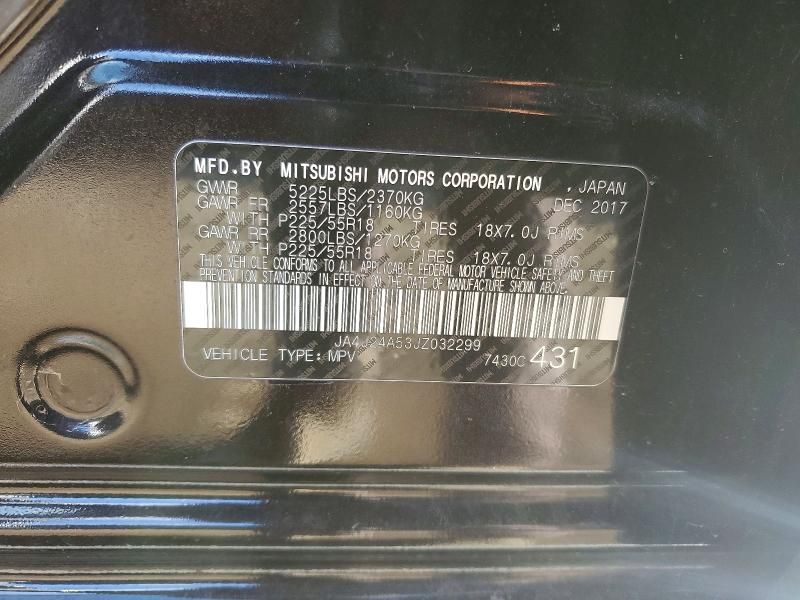 MFD.BY MITSUBISHI MOTORS CORPORATION , JAPAN
GVWR 5225LBS/2370KG DEC 2017
GAWR FR 2557LBS/1160KG
WITH P225/55R18 TIRES 18X7.0J RIMS
GAWR RR 2800LBS/1270KG
WITH P225/55R18 TIRES 18X7.0J RIMS
THIS VEHICLE CONFORMS TO ALL APPLICABLE FEDERAL MOTOR VEHICLE SAFETY AND THEFT
PREVENTION STANDARDS IN EFFECT ON THE DATE OF MANUFACTURE SHOWN ABOVE.
JA4J24A53JZ032299
VEHICLE TYPE: MPV 7430C 431